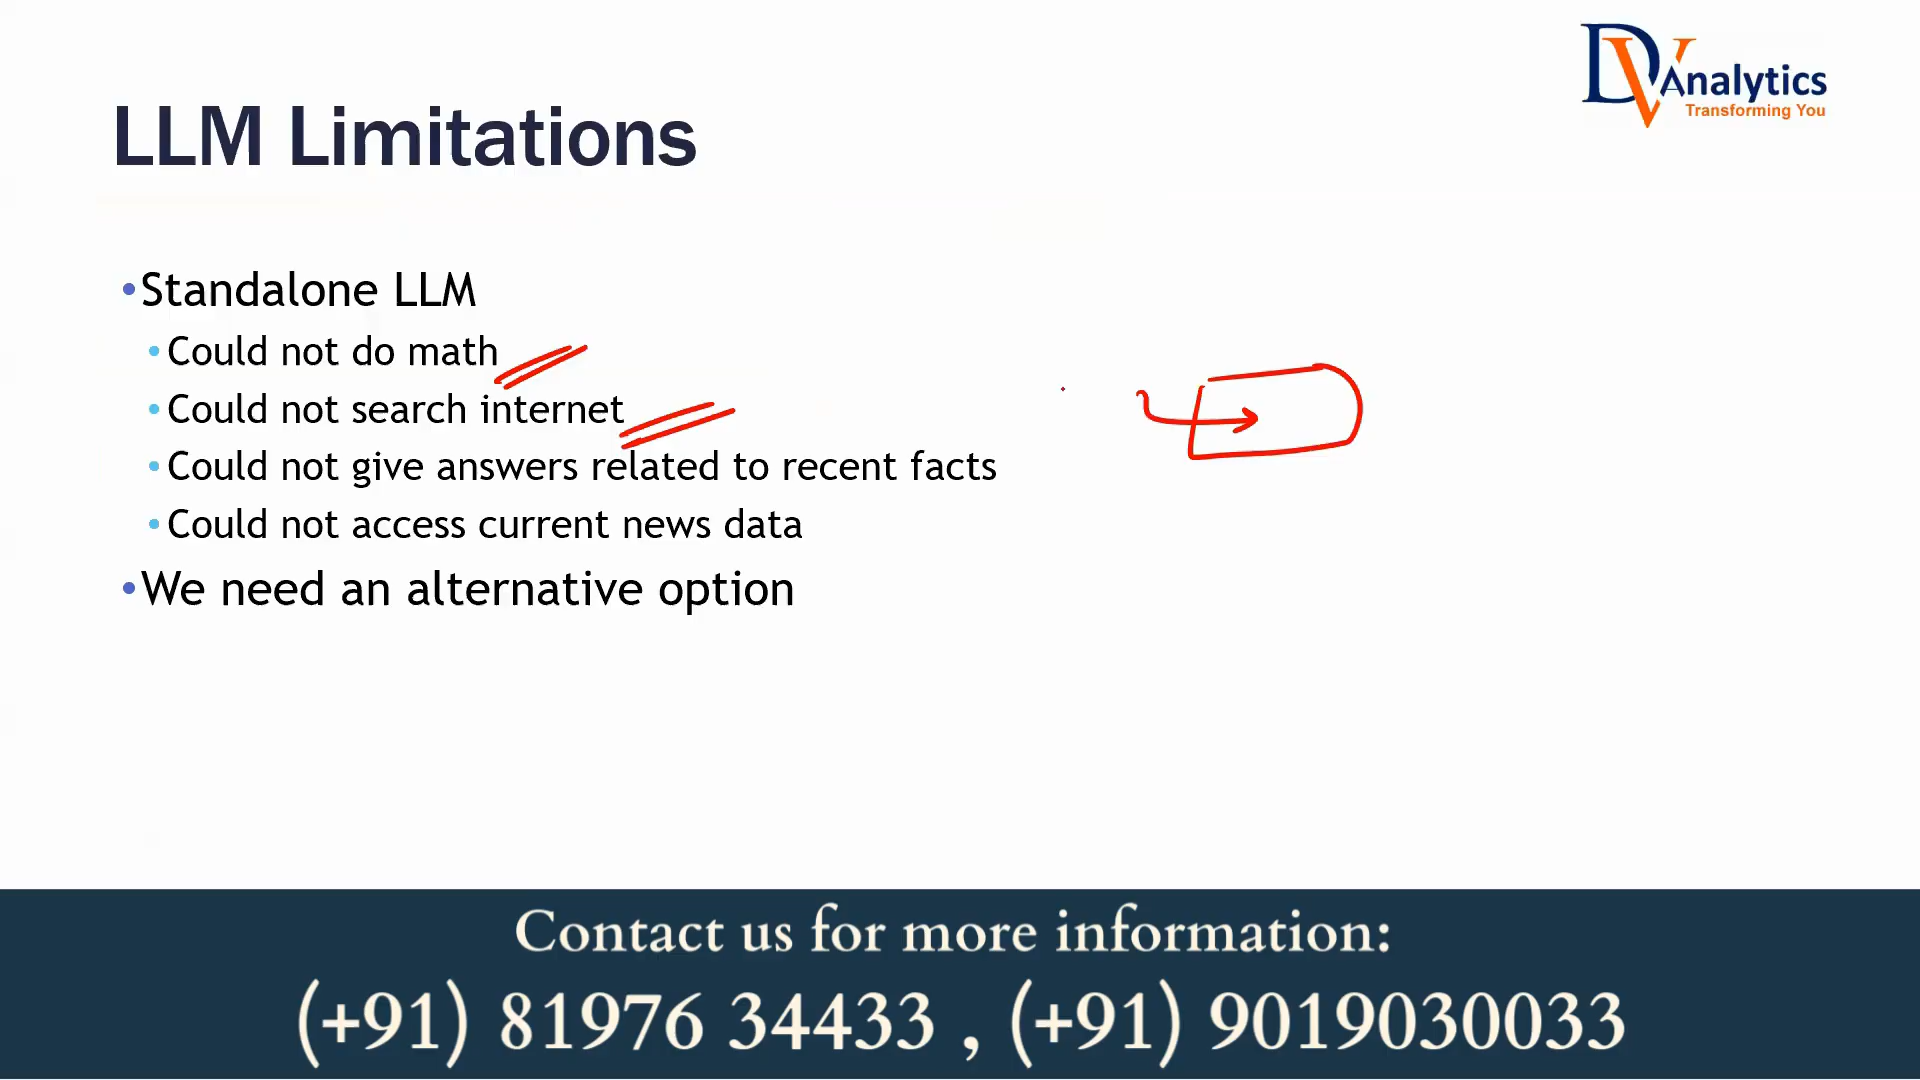 DV Analytics
Transforming You
LLM Limitations
•Standalone LLM
•Could not do math
•Could not search internet
•Could not give answers related to recent facts
•Could not access current news data
•We need an alternative option
Contact us for more information:
(+91) 81976 34433 , (+91) 9019030033